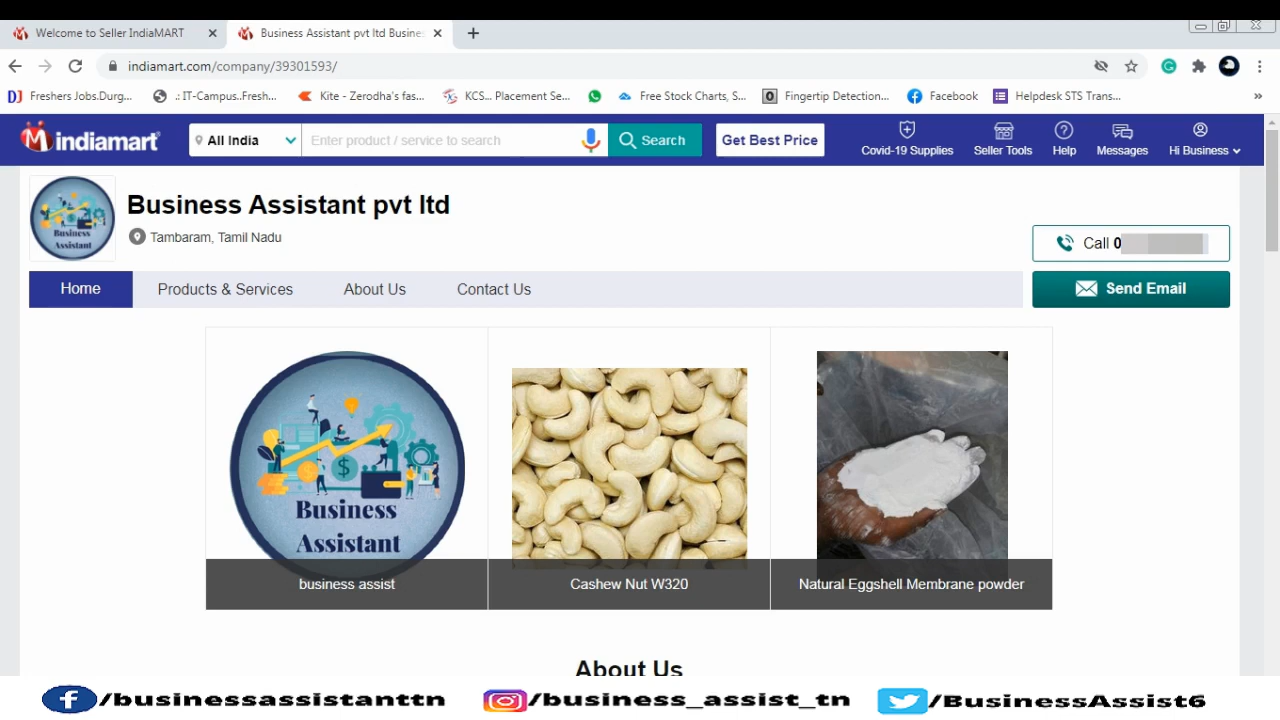 Welcome to Seller IndiaMART
Business Assistant pvt ltd Busine
indiamart.com/company/39301593/
DJ Freshers Jobs.Durg...
.: IT-Campus..Fresh...
Kite - Zerodha's fas...
KCS... Placement Se...
Free Stock Charts, S...
Fingertip Detection...
Facebook
Helpdesk STS Trans...
»
indiamart
All India
Enter product / service to search
Search
Get Best Price
Covid-19 Supplies
Seller Tools
Help
Messages
Hi Business
Business Assistant
Business Assistant pvt ltd
Tambaram, Tamil Nadu
Call 0
Home
Products & Services
About Us
Contact Us
Send Email
Business
Assistant
business assist
Cashew Nut W320
Natural Eggshell Membrane powder
About Us
/businessassistanttn
/business_assist_tn
/BusinessAssist6